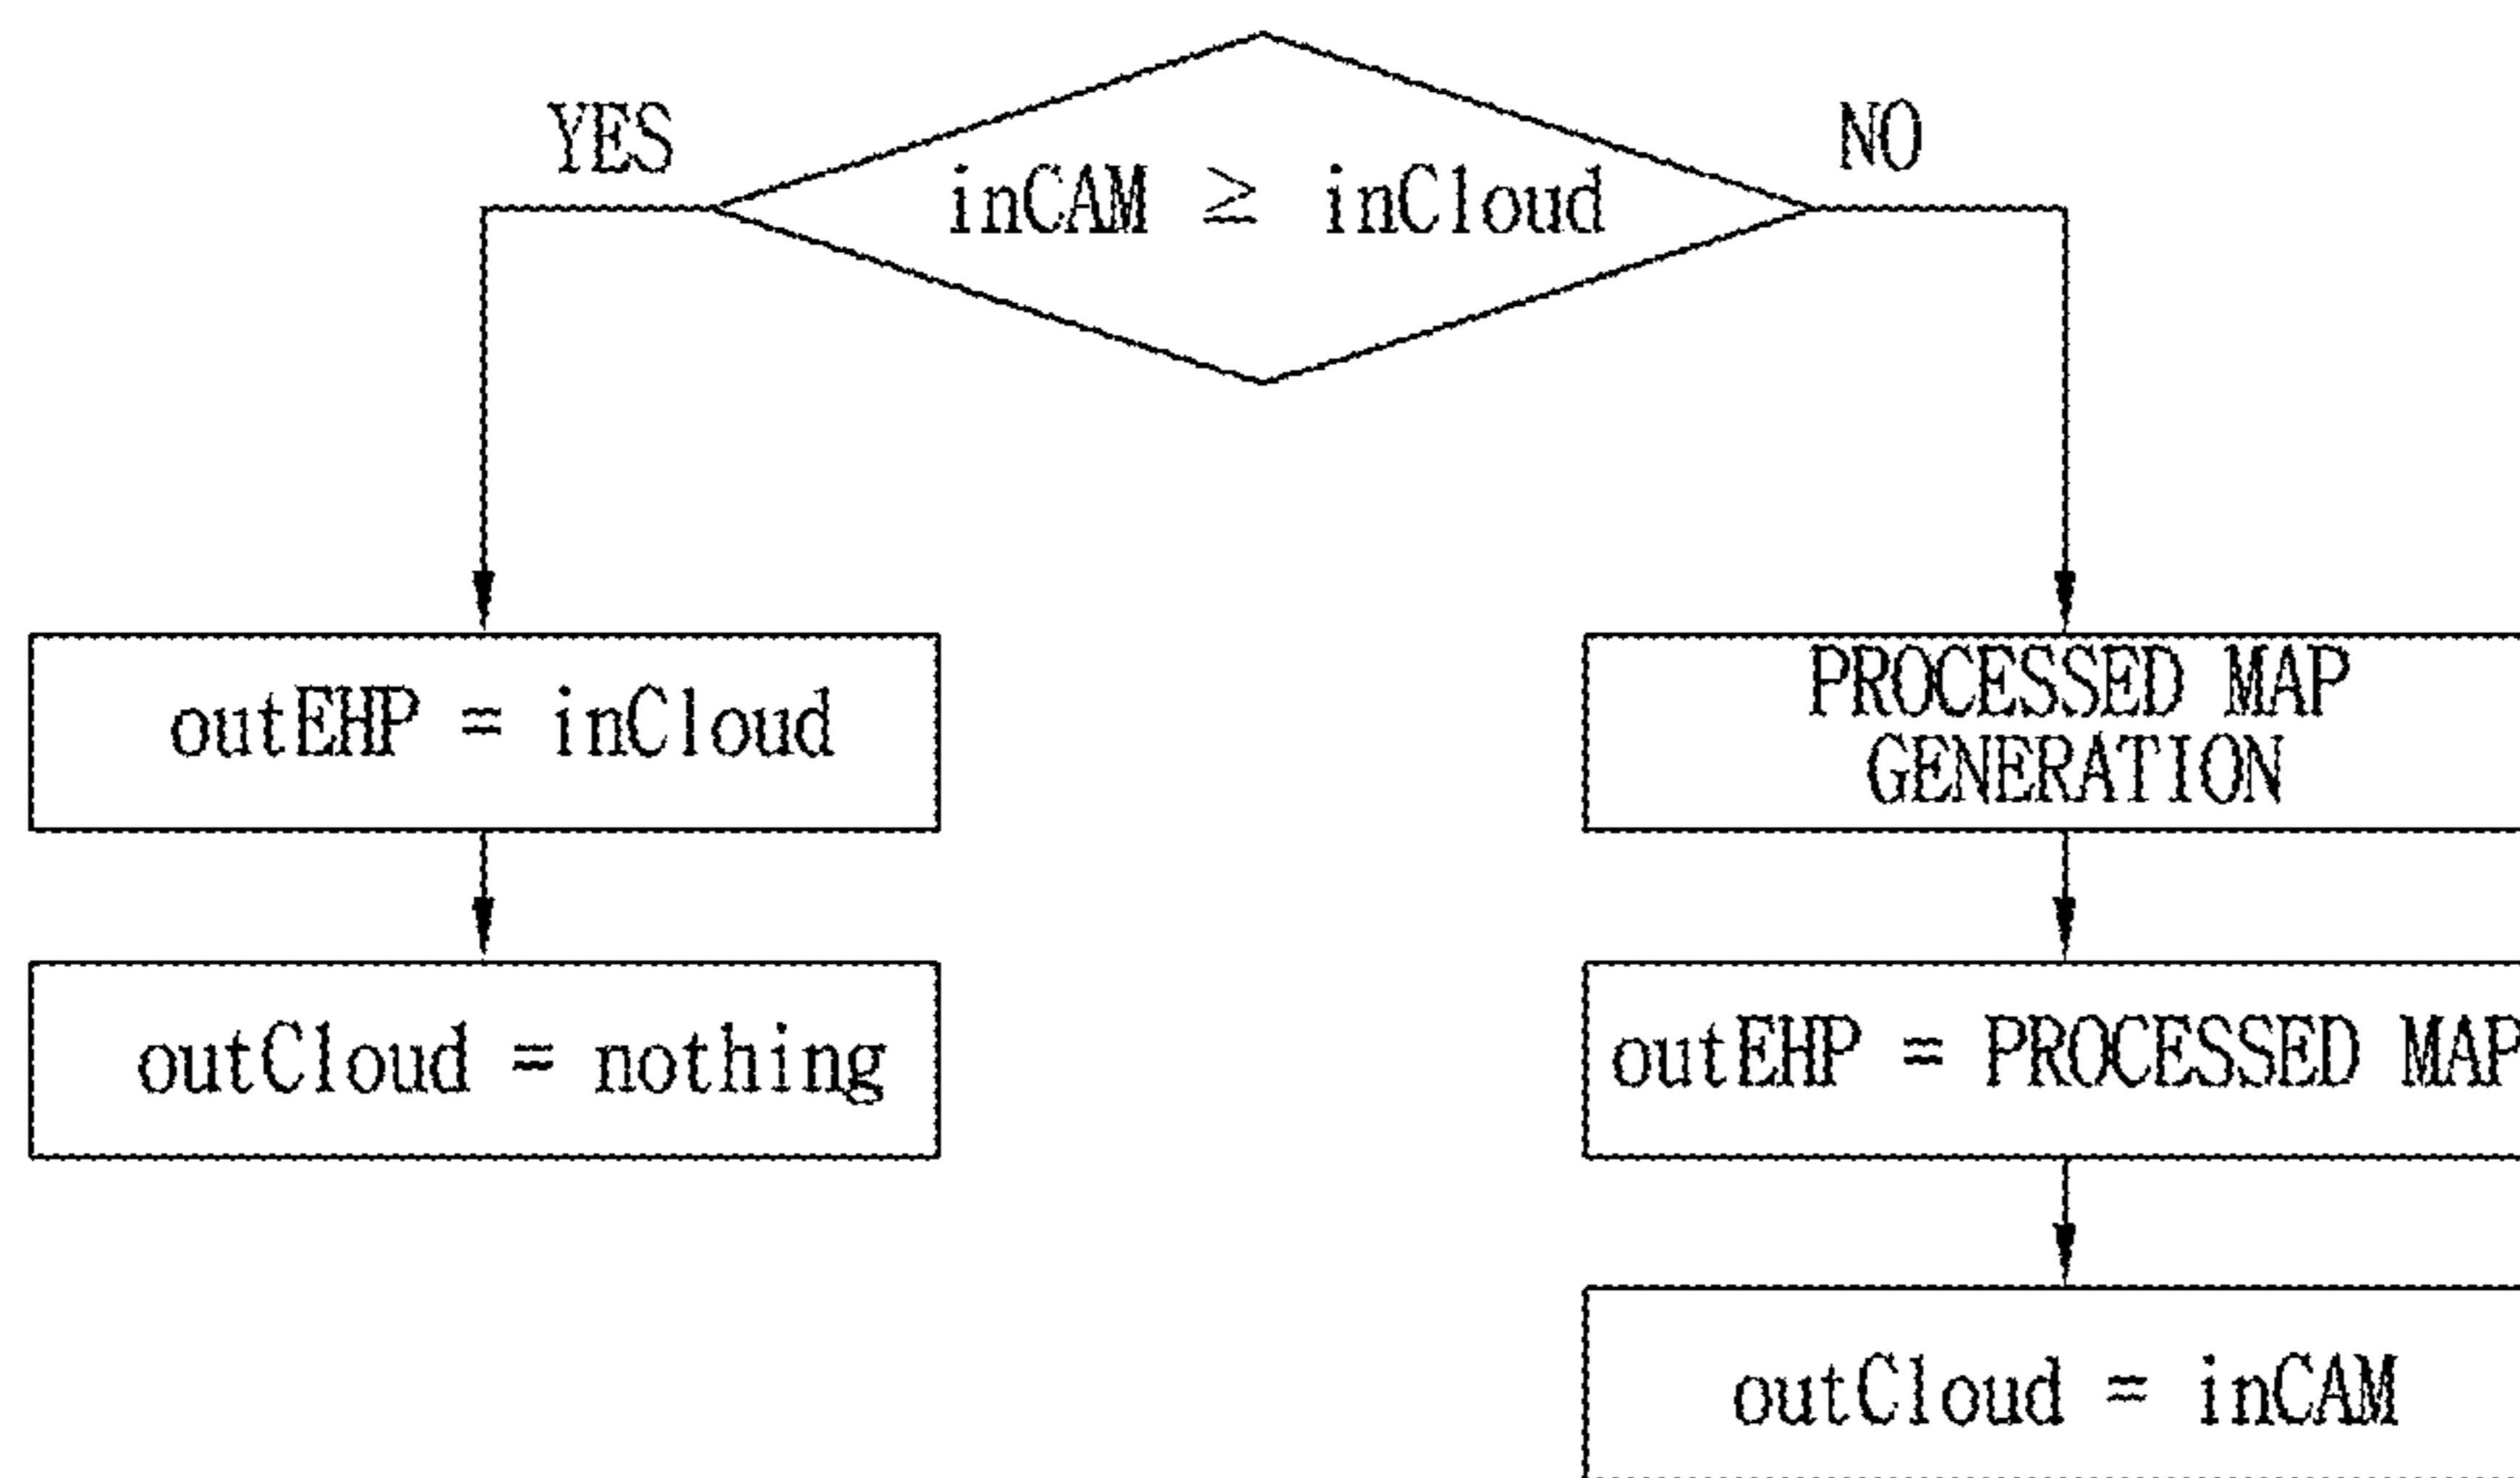 YES
NO
inCAM ≥ inCloud
outEHP = inCloud
PROCESSED MAP
GENERATION
outCloud = nothing
outEHP = PROCESSED MAP
outCloud = inCAM